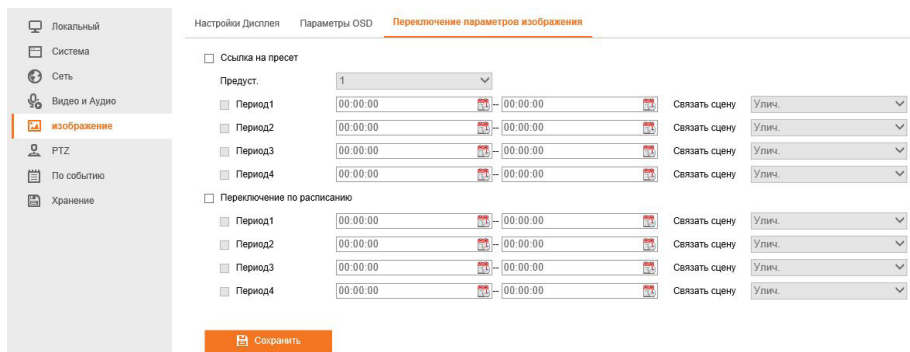 Локальный
Система
Сеть
Видео и Аудио
изображение
PTZ
По событию
Хранение
Настройки Дисплея Параметры OSD Переключение параметров изображения
Ссылка на пресет
Предуст. 1
Период1 00:00:00 -- 00:00:00 Связать сцену Улич.
Период2 00:00:00 -- 00:00:00 Связать сцену Улич.
Период3 00:00:00 -- 00:00:00 Связать сцену Улич.
Период4 00:00:00 -- 00:00:00 Связать сцену Улич.
Переключение по расписанию
Период1 00:00:00 -- 00:00:00 Связать сцену Улич.
Период2 00:00:00 -- 00:00:00 Связать сцену Улич.
Период3 00:00:00 -- 00:00:00 Связать сцену Улич.
Период4 00:00:00 -- 00:00:00 Связать сцену Улич.
Сохранить